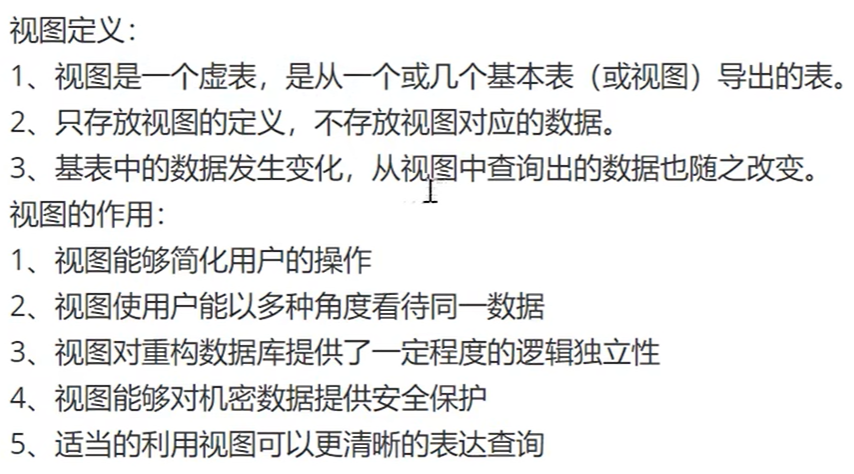 视图定义：
1、视图是一个虚表，是从一个或几个基本表（或视图）导出的表。
2、只存放视图的定义，不存放视图对应的数据。
3、基表中的数据发生变化，从视图中查询出的数据也随之改变。
视图的作用：
1、视图能够简化用户的操作
2、视图使用户能以多种角度看待同一数据
3、视图对重构数据库提供了一定程度的逻辑独立性
4、视图能够对机密数据提供安全保护
5、适当的利用视图可以更清晰的表达查询